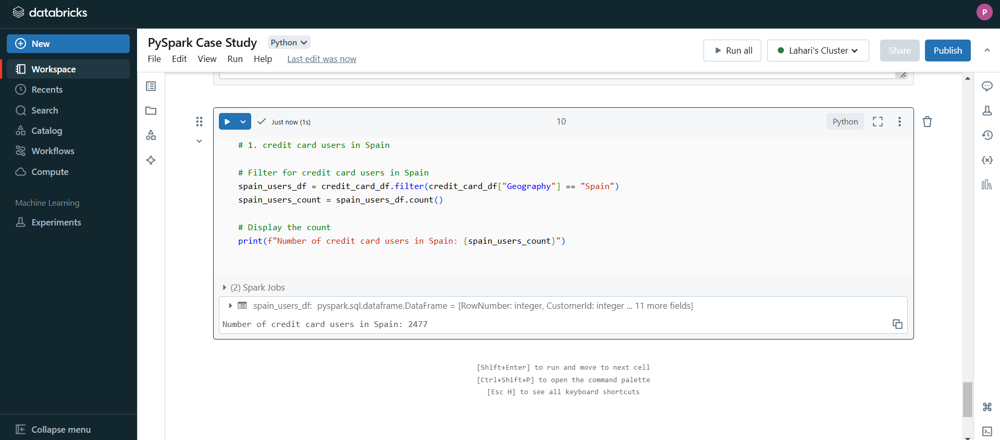 databricks
P
New
Workspace
Recents
Search
Catalog
Workflows
Compute
Machine Learning
Experiments
Collapse menu
PySpark Case Study Python
File Edit View Run Help Last edit was now
Run all Lahari's Cluster Share Publish
Just now (1s) 10 Python
# 1. credit card users in Spain
# Filter for credit card users in Spain
spain_users_df = credit_card_df.filter(credit_card_df["Geography"] == "Spain")
spain_users_count = spain_users_df.count()
# Display the count
print(f"Number of credit card users in Spain: {spain_users_count}")
(2) Spark Jobs
spain_users_df: pyspark.sql.dataframe.DataFrame = [RowNumber: integer, CustomerId: integer ... 11 more fields]
Number of credit card users in Spain: 2477
[Shift+Enter] to run and move to next cell
[Ctrl+Shift+P] to open the command palette
[Esc H] to see all keyboard shortcuts